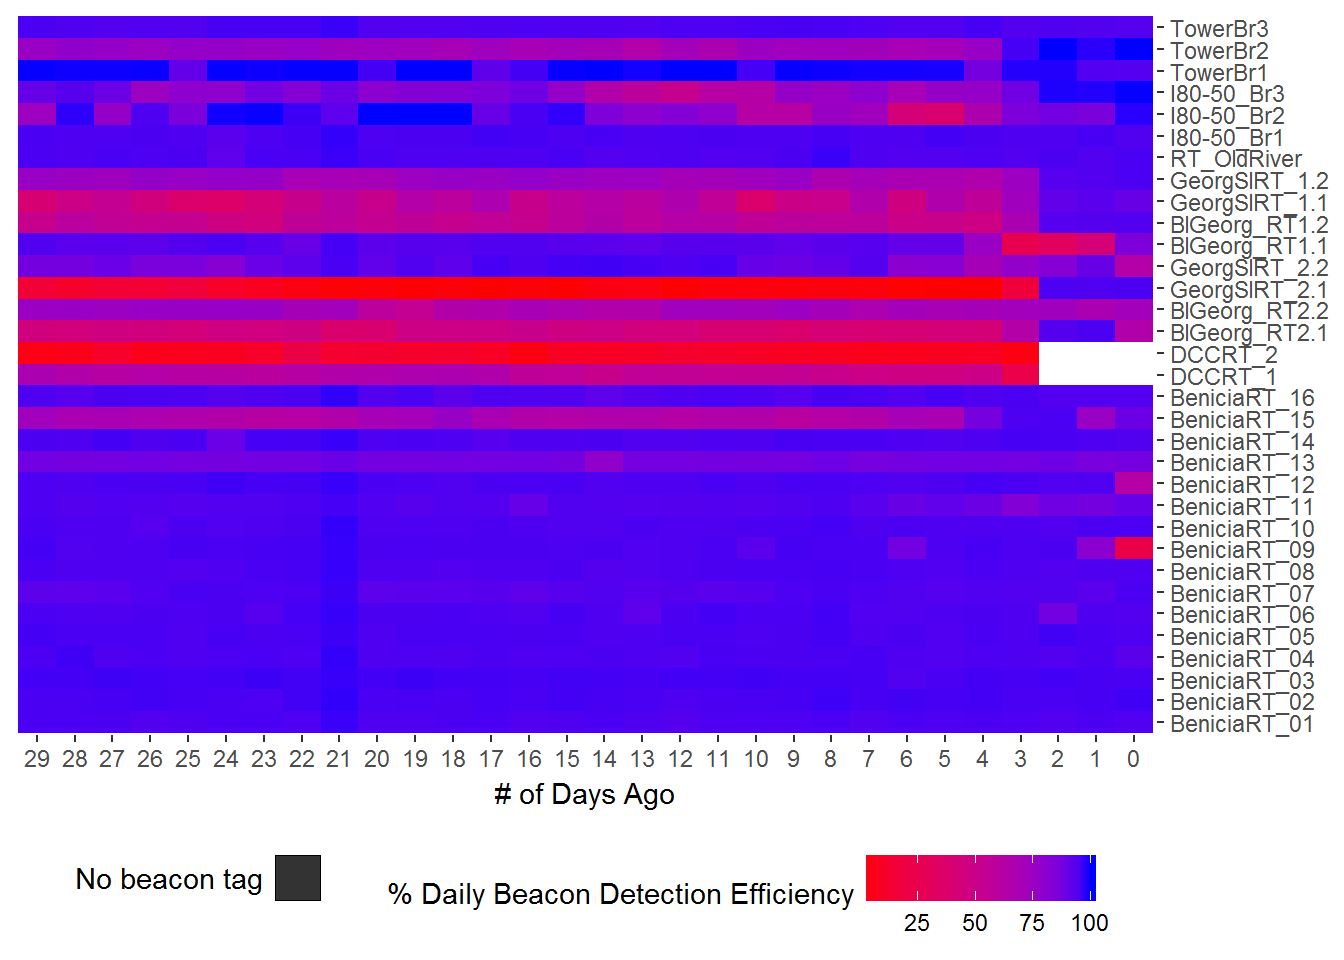 TowerBr3
TowerBr2
TowerBr1
I80-50_Br3
I80-50_Br2
I80-50_Br1
RT_OldRiver
GeorgSlRT_1.2
GeorgSlRT_1.1
BlGeorg_RT1.2
BlGeorg_RT1.1
GeorgSlRT_2.2
GeorgSlRT_2.1
BlGeorg_RT2.2
BlGeorg_RT2.1
DCCRT_2
DCCRT_1
BeniciaRT_16
BeniciaRT_15
BeniciaRT_14
BeniciaRT_13
BeniciaRT_12
BeniciaRT_11
BeniciaRT_10
BeniciaRT_09
BeniciaRT_08
BeniciaRT_07
BeniciaRT_06
BeniciaRT_05
BeniciaRT_04
BeniciaRT_03
BeniciaRT_02
BeniciaRT_01
29 28 27 26 25 24 23 22 21 20 19 18 17 16 15 14 13 12 11 10 9 8 7 6 5 4 3 2 1 0
# of Days Ago
No beacon tag
% Daily Beacon Detection Efficiency
25 50 75 100